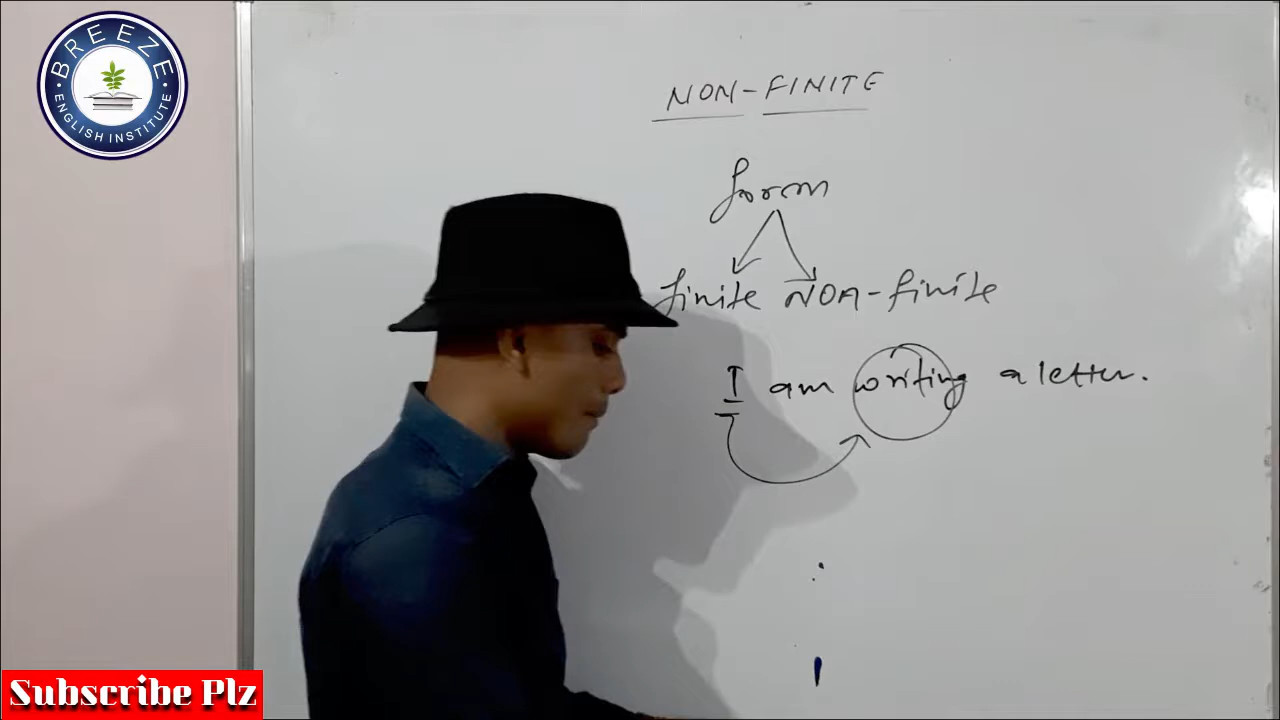 BREEZE
ENGLISH INSTITUTE
NON-FINITE
form
finite NON-finite
I am writing a letter.
Subscribe Plz